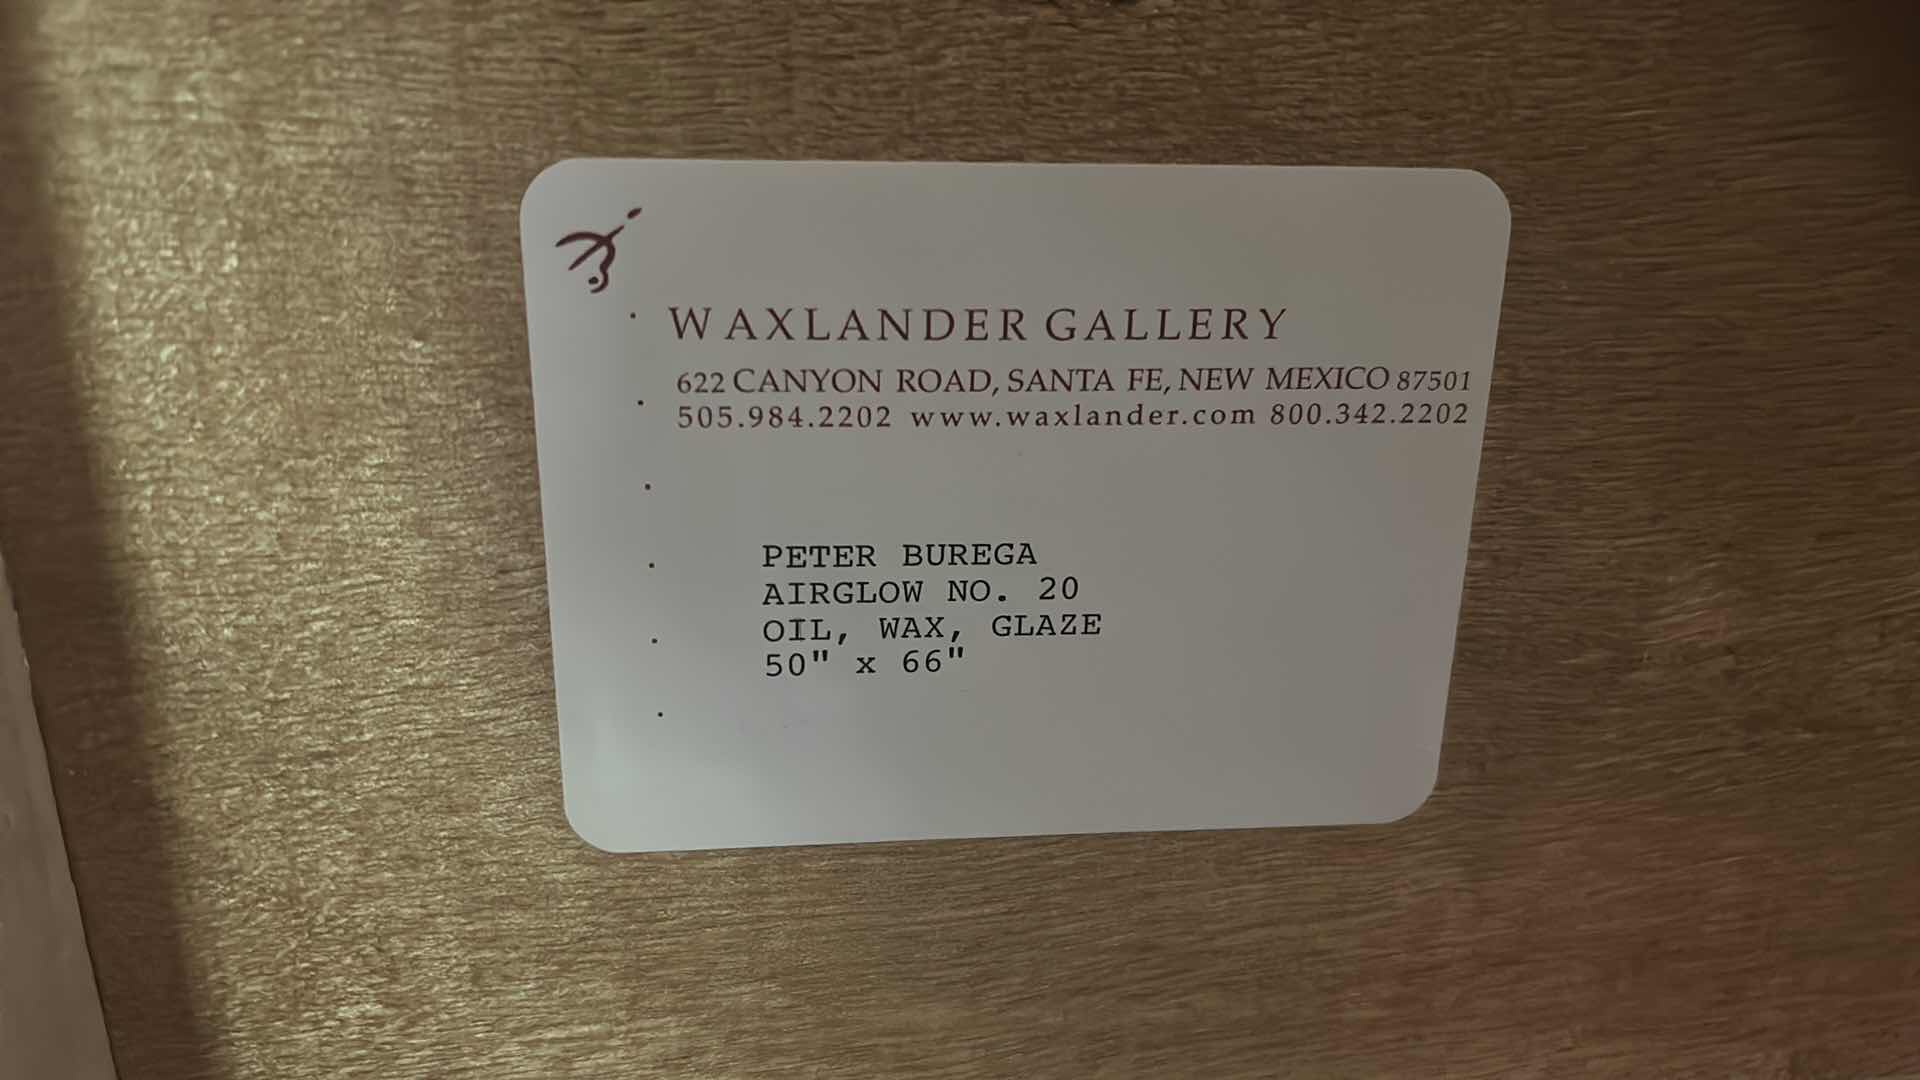 WAXLANDER GALLERY
622 CANYON ROAD, SANTA FE, NEW MEXICO 87501
505.984.2202 www.waxlander.com 800.342.2202
PETER BUREGA
AIRGLOW NO. 20
OIL, WAX, GLAZE
50" x 66"